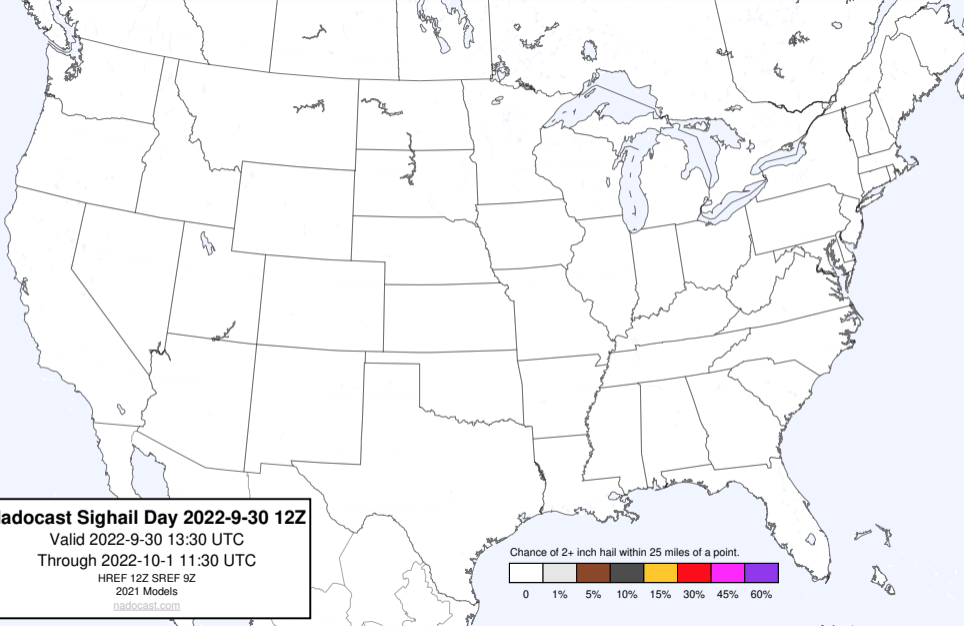 adocast Sighail Day 2022-9-30 12Z
Valid 2022-9-30 13:30 UTC
Through 2022-10-1 11:30 UTC
HREF 12Z SREF 9Z
2021 Models
nadocast.com
Chance of 2+ inch hail within 25 miles of a point.
0 1% 5% 10% 15% 30% 45% 60%